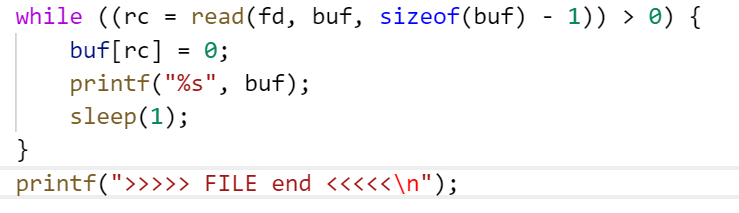 while ((rc = read(fd, buf, sizeof(buf) - 1)) > 0) {
    buf[rc] = 0;
    printf("%s", buf);
    sleep(1);
}
printf(">>>>> FILE end <<<<<\n");